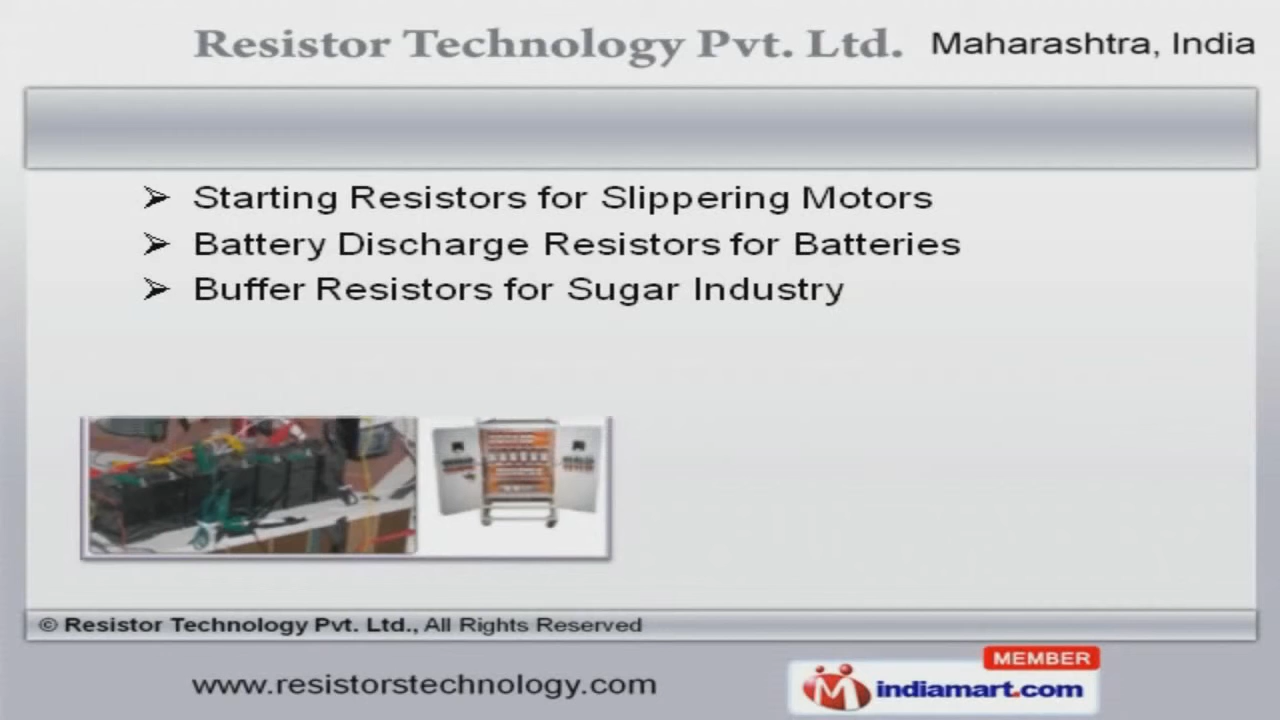 Resistor Technology Pvt. Ltd. Maharashtra, India
➢ Starting Resistors for Slippering Motors
➢ Battery Discharge Resistors for Batteries
➢ Buffer Resistors for Sugar Industry
© Resistor Technology Pvt. Ltd., All Rights Reserved
MEMBER
www.resistorstechnology.com
indiamart.com